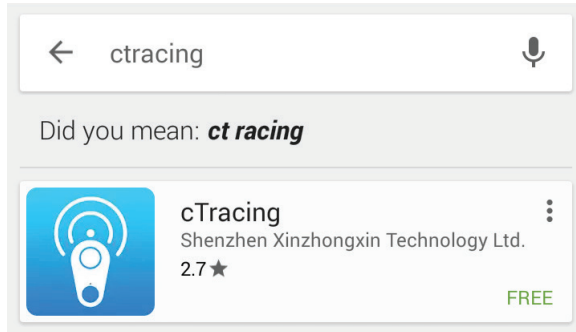 ctracing
Did you mean: ct racing
cTracing
Shenzhen Xinzhongxin Technology Ltd.
2.7★
FREE